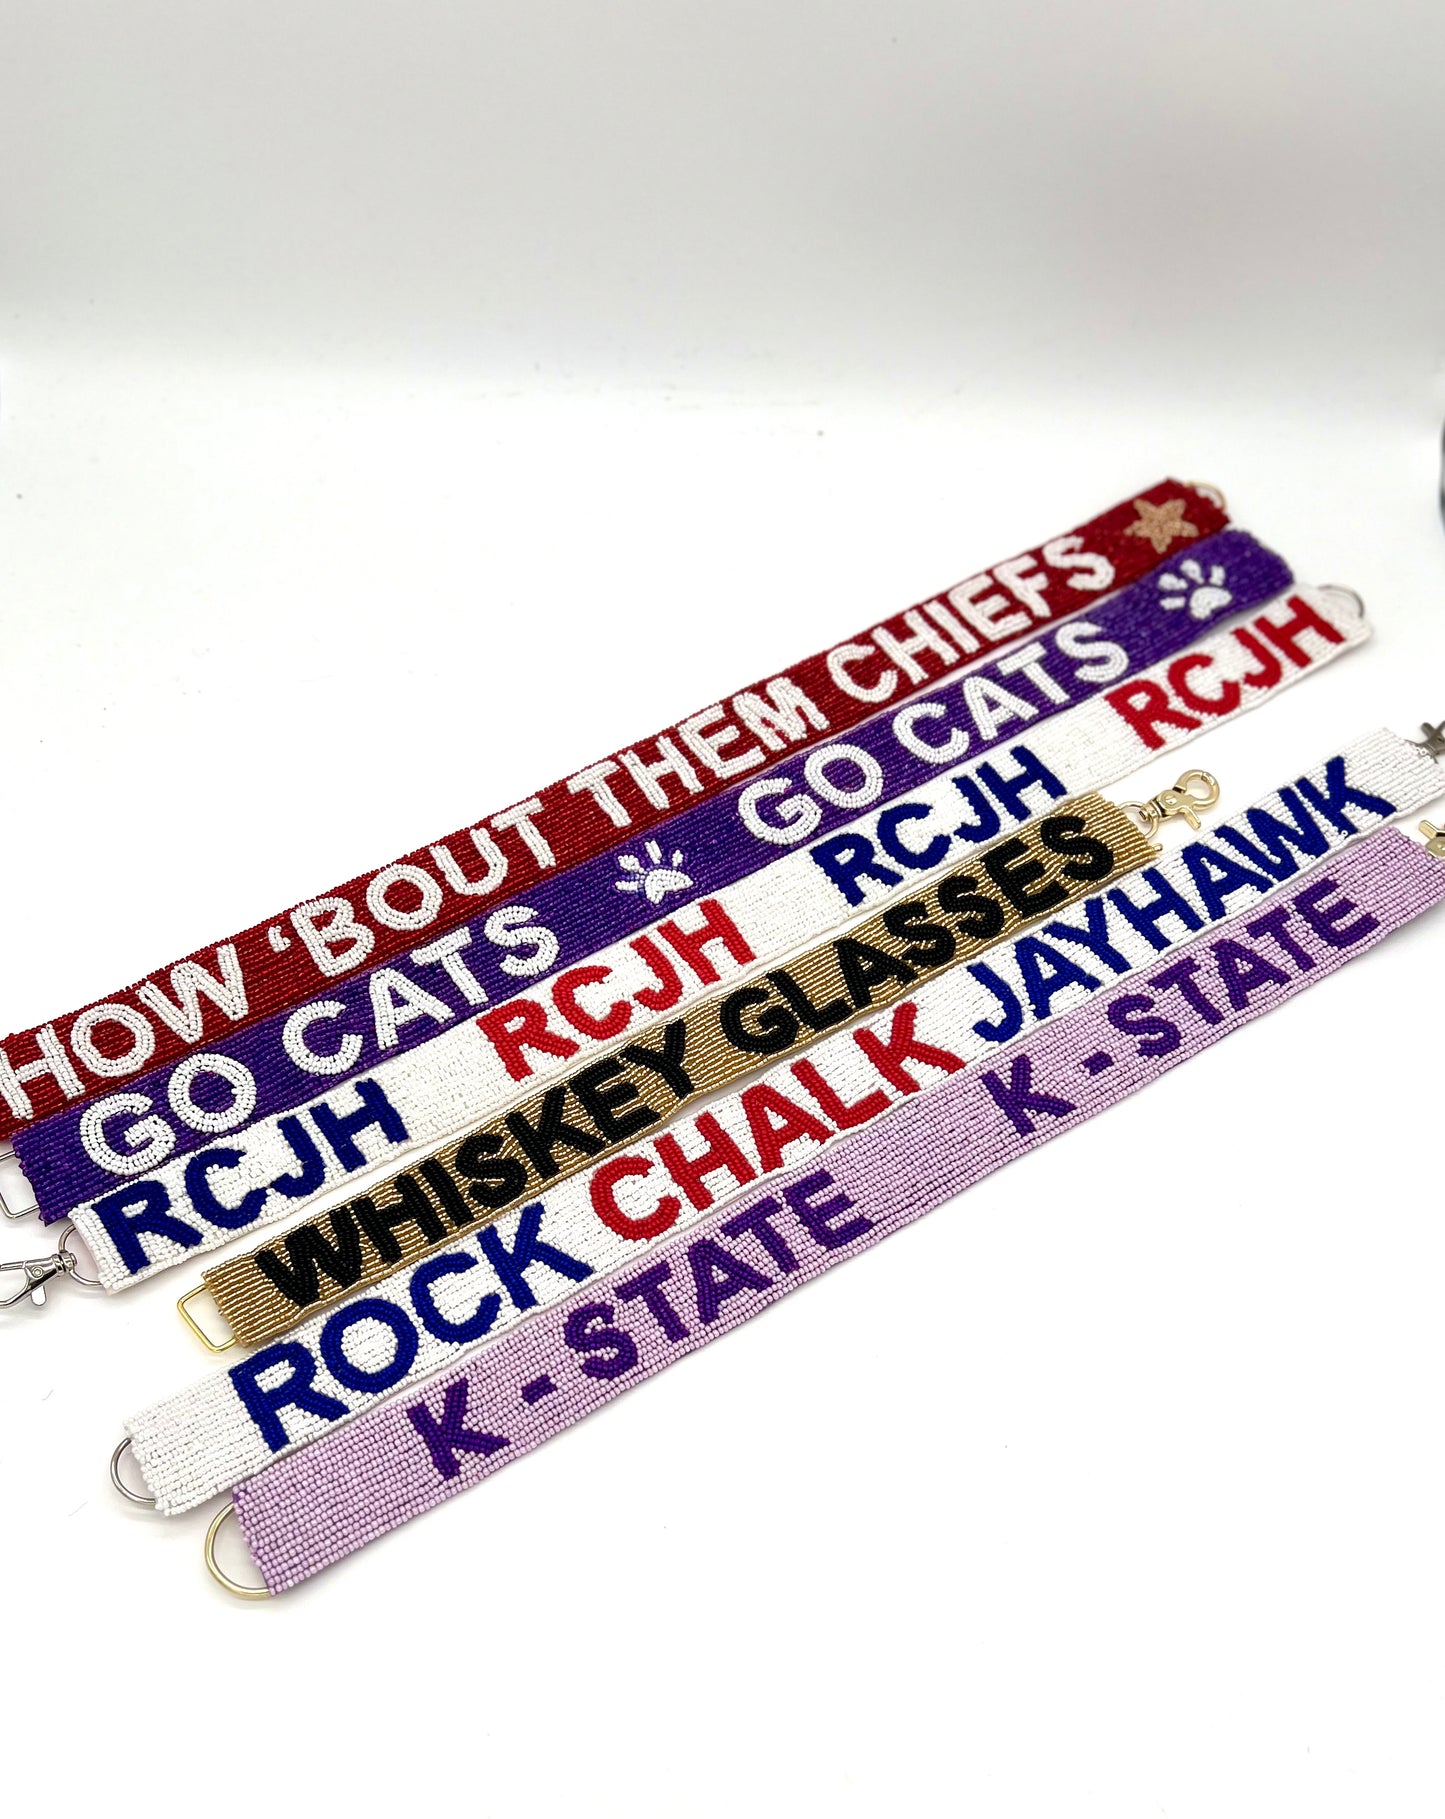 HOW ‘BOUT THEM CHIEFS
GO CATS GO CATS
RCJH RCJH RCJH RCJH
WHISKEY GLASSES
ROCK CHALK JAYHAWK
K-STATE K-STATE